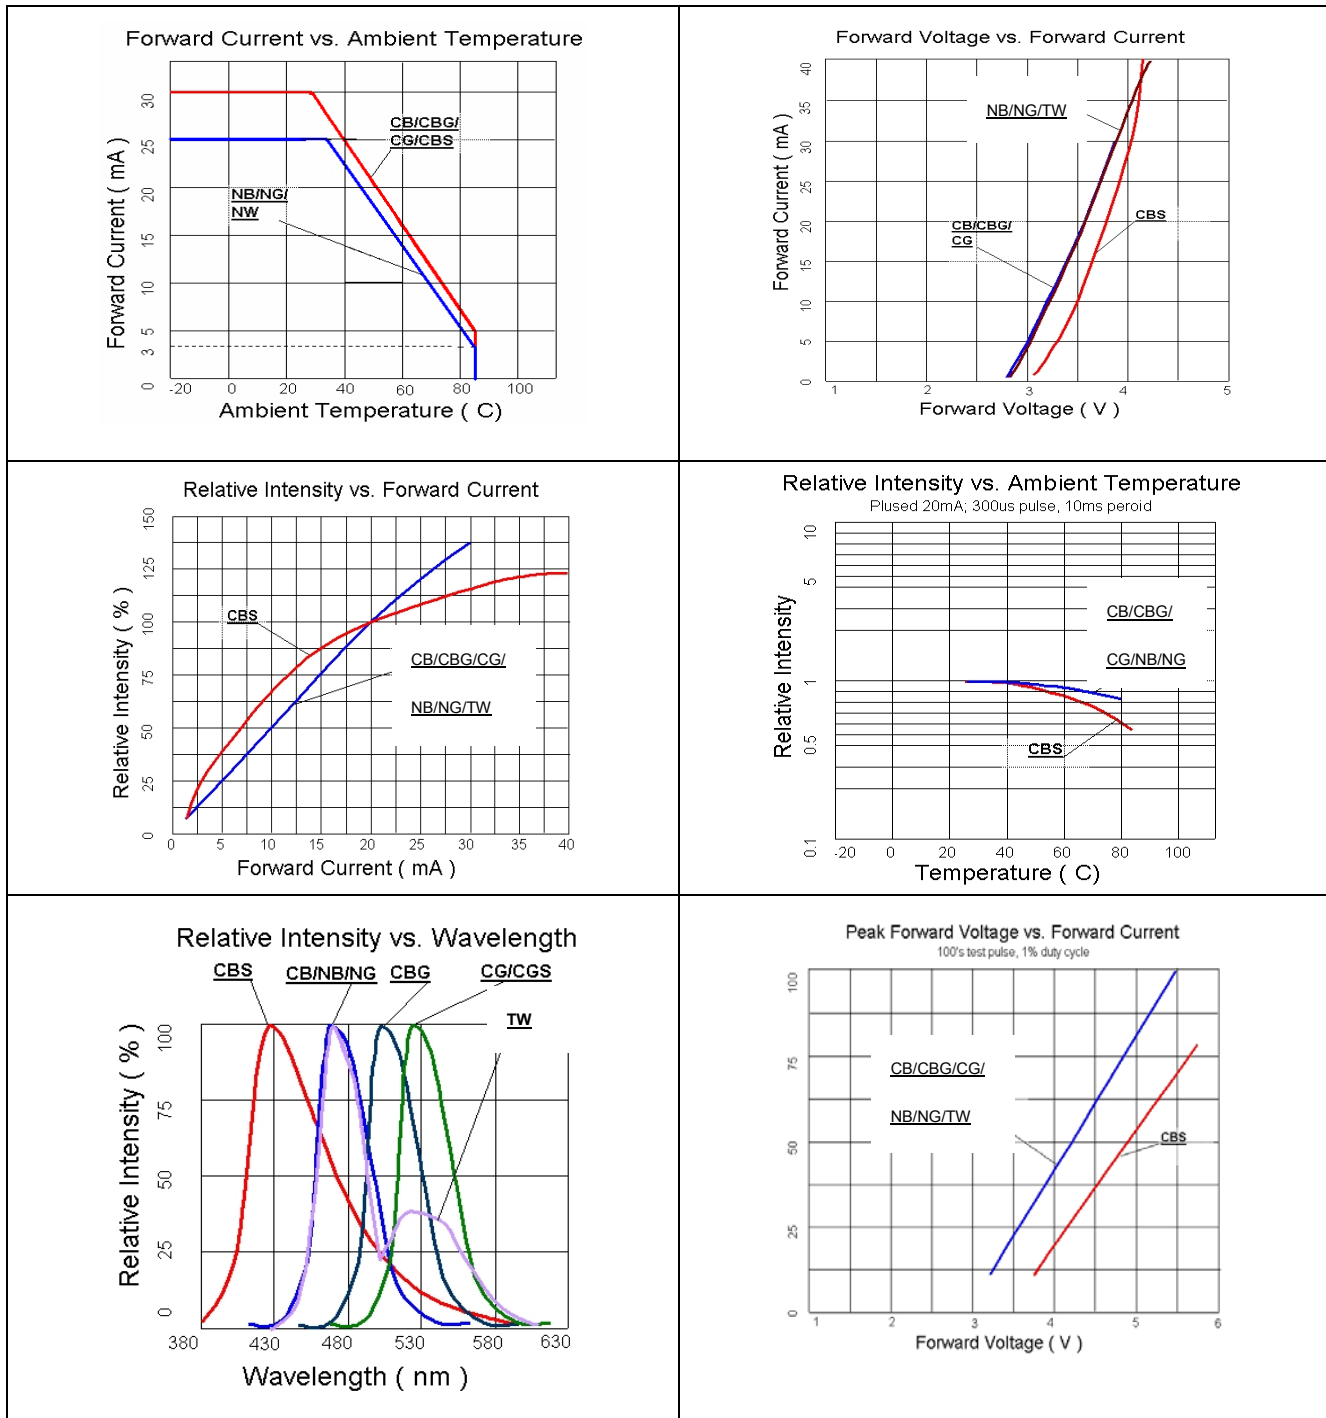 Forward Current vs. Ambient Temperature
Forward Current ( mA )
30
25
20
15
10
5
3
0
CB/CBG/
CG/CBS
NB/NG/
NW
-20 0 20 40 60 80 100
Ambient Temperature ( C)
Forward Voltage vs. Forward Current
Forward Current ( mA )
40
35
30
25
20
15
10
5
0
NB/NG/TW
CB/CBG/
CG
CBS
1 2 3 4 5
Forward Voltage ( V )
Relative Intensity vs. Forward Current
Relative Intensity ( % )
150
125
100
75
50
25
0
CBS
CB/CBG/CG/
NB/NG/TW
0 5 10 15 20 25 30 35 40
Forward Current ( mA )
Relative Intensity vs. Ambient Temperature
Plused 20mA; 300us pulse, 10ms peroid
Relative Intensity
10
5
1
0.5
0.1
CB/CBG/
CG/NB/NG
CBS
-20 0 20 40 60 80 100
Temperature ( C)
Relative Intensity vs. Wavelength
CBS CB/NB/NG CBG CG/CGS
TW
Relative Intensity ( % )
100
75
50
25
0
380 430 480 530 580 630
Wavelength ( nm )
Peak Forward Voltage vs. Forward Current
100's test pulse, 1% duty cycle
Forward Current ( mA )
100
75
50
25
0
CB/CBG/CG/
NB/NG/TW
CBS
1 2 3 4 5 6
Forward Voltage ( V )